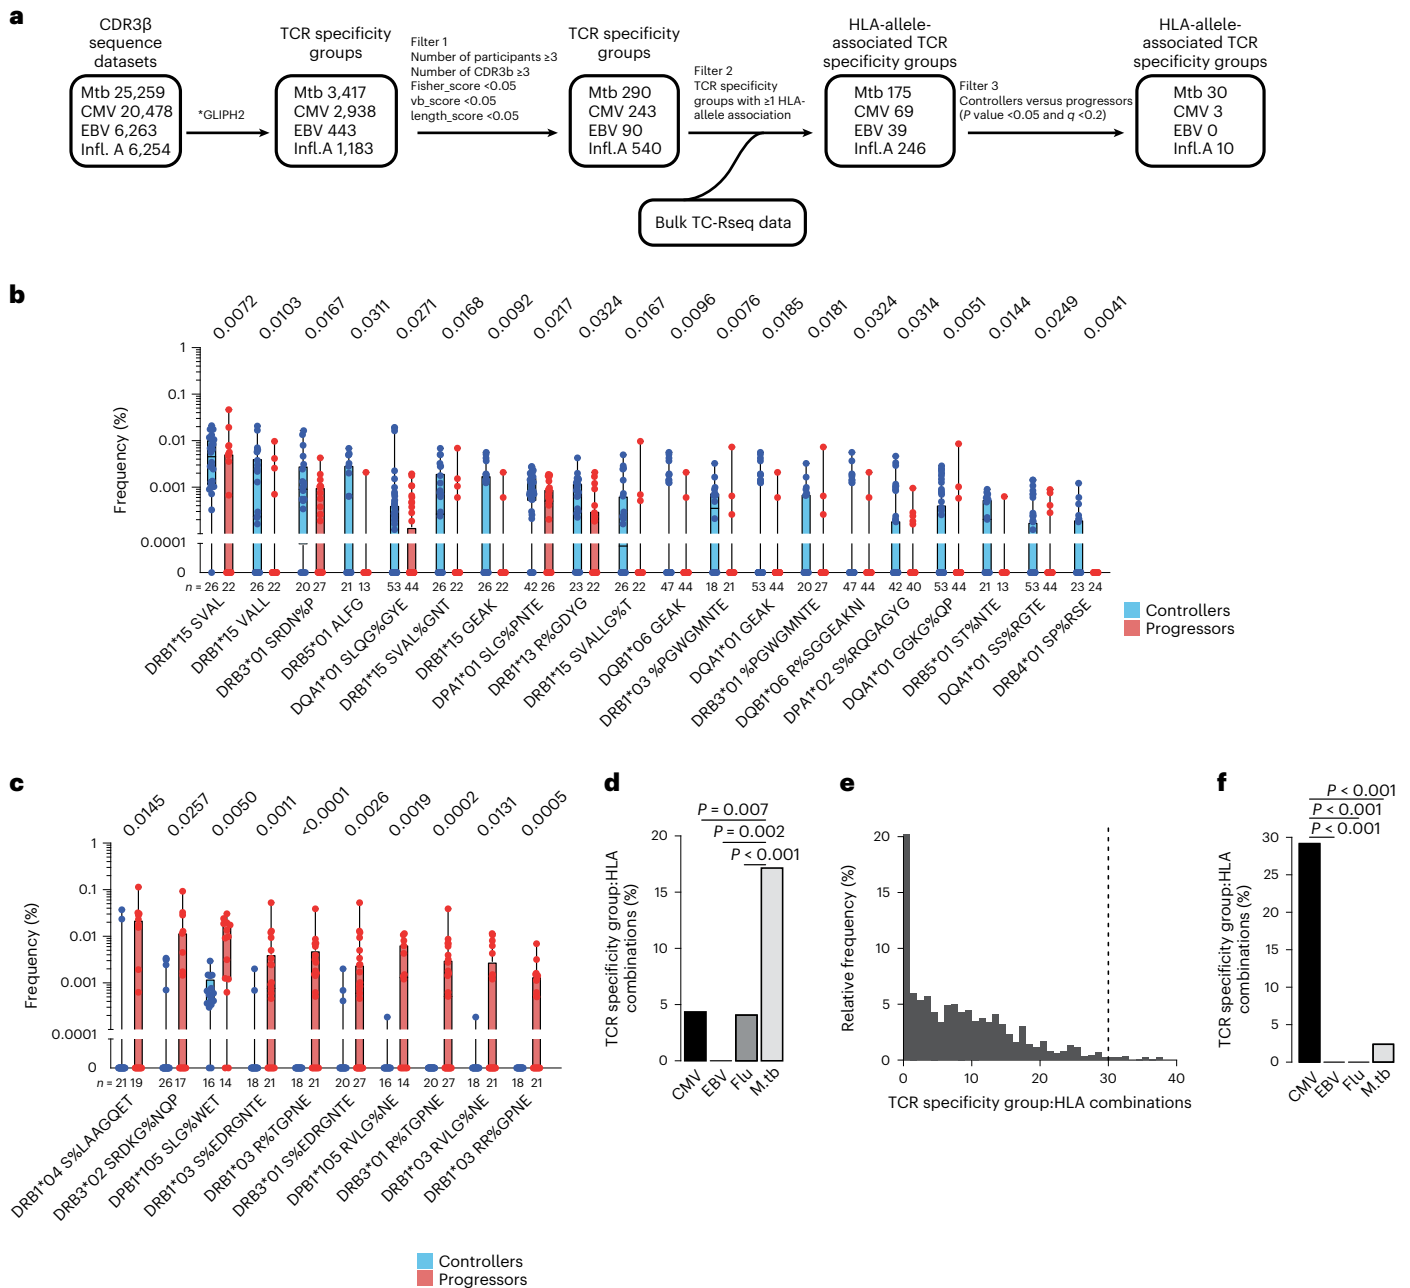 a
CDR3β
sequence
datasets
Mtb 25,259
CMV 20,478
EBV 6,263
Infl. A 6,254
*GLIPH2
TCR specificity
groups
Mtb 3,417
CMV 2,938
EBV 443
Infl.A 1,183
Filter 1
Number of participants ≥3
Number of CDR3b ≥3
Fisher_score <0.05
vb_score <0.05
length_score <0.05
TCR specificity
groups
Mtb 290
CMV 243
EBV 90
Infl.A 540
Filter 2
TCR specificity
groups with ≥1 HLA-
allele association
Bulk TC-Rseq data
HLA-allele-
associated TCR
specificity groups
Mtb 175
CMV 69
EBV 39
Infl.A 246
Filter 3
Controllers versus progressors
(P value <0.05 and q <0.2)
HLA-allele-
associated TCR
specificity groups
Mtb 30
CMV 3
EBV 0
Infl.A 10
b
0.0072
0.0103
0.0167
0.0311
0.0271
0.0168
0.0092
0.0217
0.0324
0.0167
0.0096
0.0076
0.0185
0.0181
0.0324
0.0314
0.0051
0.0144
0.0249
0.0041
Frequency (%)
1
0.1
0.01
0.001
0.0001
0
n = 26 22 26 22 20 27 21 13 53 44 26 22 26 22 42 26 23 22 26 22 47 44 18 21 53 44 20 27 47 44 42 40 53 44 21 13 53 44 23 24
DRB1*15 SVAL
DRB1*15 VALL
DRB3*01 SRDN%P
DRB5*01 ALFG
DQA1*01 SLQG%GYE
DRB1*15 SVAL%GNT
DRB1*15 GEAK
DPA1*01 SLG%PNTE
DRB1*13 R%GDYG
DRB1*15 SVALLG%T
DQB1*06 GEAK
DRB1*03 %PGWGMNTE
DQA1*01 GEAK
DRB3*01 %PGWGMNTE
DQB1*06 R%SGGEAKNI
DPA1*02 S%RQGAGYG
DQA1*01 GGKG%QP
DRB5*01 ST%NTE
DQA1*01 SS%RGTE
DRB4*01 SP%RSE
Controllers
Progressors
c
0.0145
0.0257
0.0050
0.0011
<0.0001
0.0026
0.0019
0.0002
0.0131
0.0005
Frequency (%)
1
0.1
0.01
0.001
0.0001
0
n = 21 19 26 17 16 14 18 21 18 21 20 27 16 14 20 27 18 21 18 21
DRB1*04 S%LAAGQET
DRB3*02 SRDKG%NQP
DPB1*105 SLG%WET
DRB1*03 S%EDRGNTE
DRB1*03 R%TGPNE
DRB3*01 S%EDRGNTE
DPB1*105 RVLG%NE
DRB3*01 R%TGPNE
DRB1*03 RVLG%NE
DRB1*03 RR%GPNE
Controllers
Progressors
d
P = 0.007
P = 0.002
P < 0.001
TCR specificity group:HLA
combinations (%)
20
15
10
5
0
CMV
EBV
Flu
M.tb
e
Relative frequency (%)
20
15
10
5
0
0
10
20
30
40
TCR specificity group:HLA combinations
f
P < 0.001
P < 0.001
P < 0.001
TCR specificity group:HLA
combinations (%)
30
25
20
15
10
5
0
CMV
EBV
Flu
M.tb